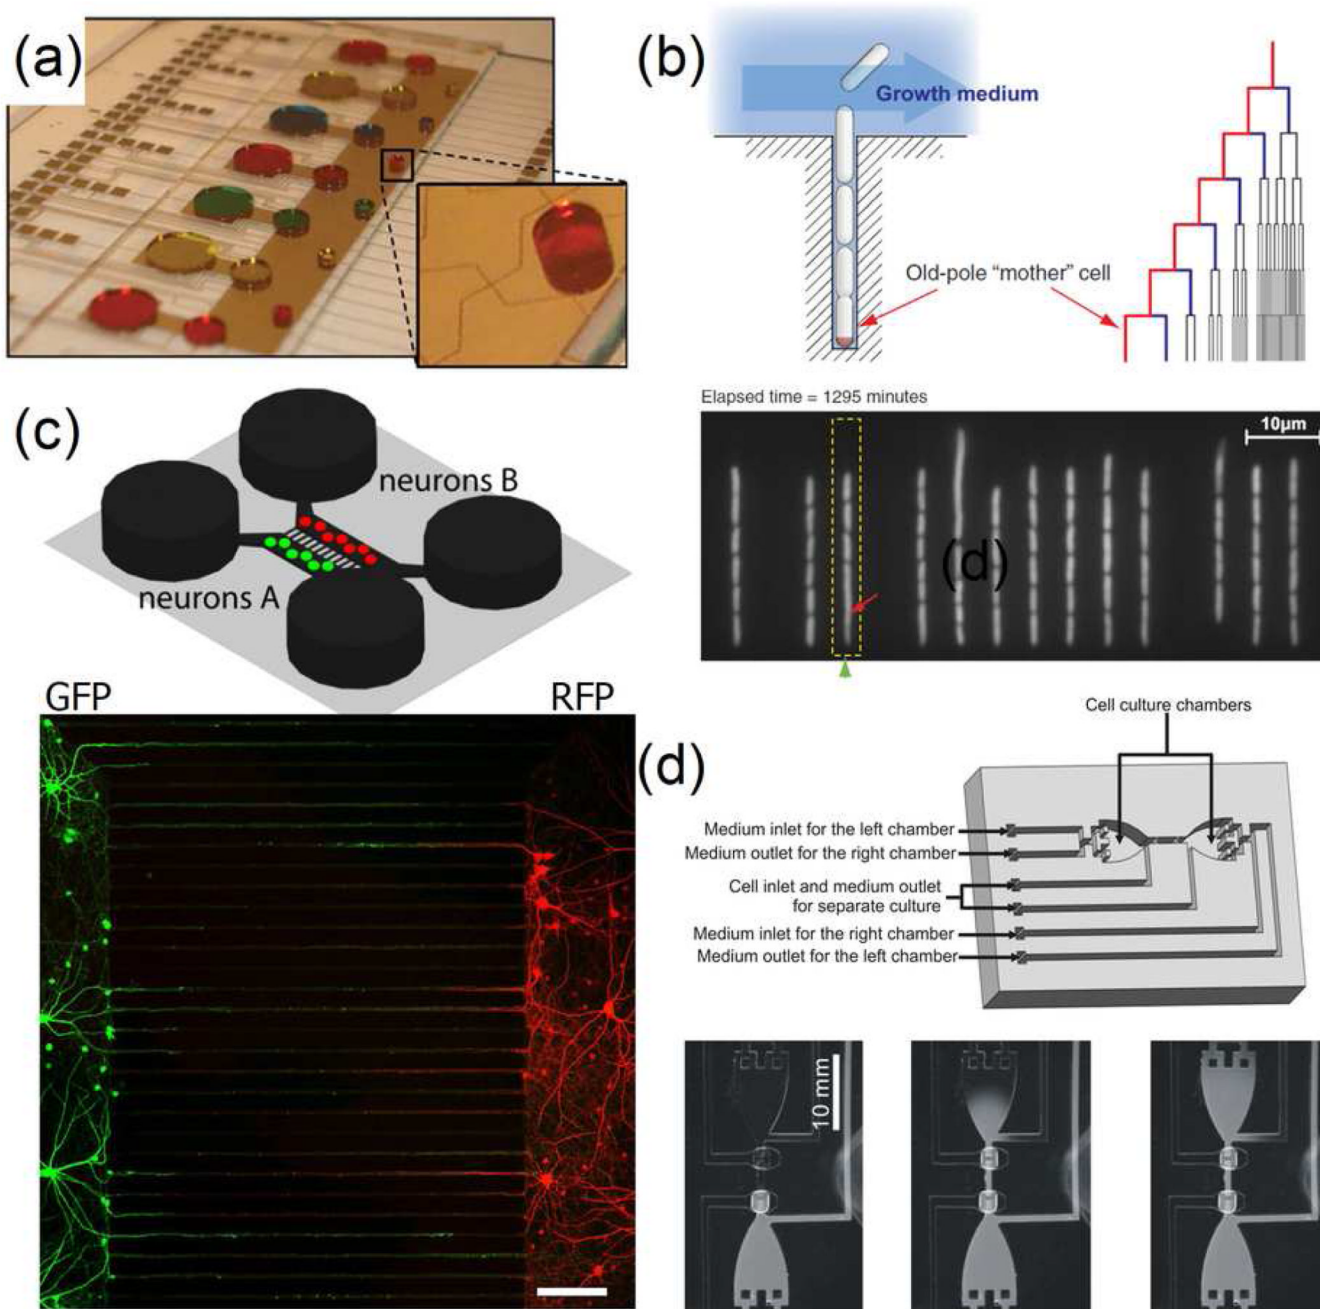 (a)
(b)
Growth medium
Old-pole “mother” cell
Elapsed time = 1295 minutes
10μm
(d)
(c)
neurons B
neurons A
GFP
RFP
(d)
Cell culture chambers
Medium inlet for the left chamber
Medium outlet for the right chamber
Cell inlet and medium outlet
for separate culture
Medium inlet for the right chamber
Medium outlet for the left chamber
10 mm